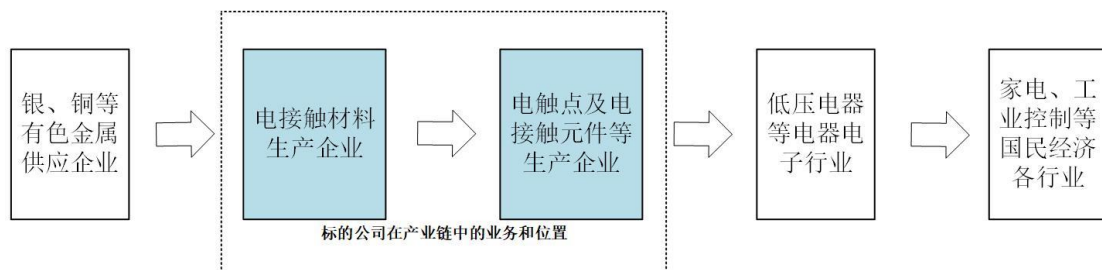 银、铜等
有色金属
供应企业
电接触材料
生产企业
电触点及电
接触元件等
生产企业
低压电器
等电器电
子行业
家电、工
业控制等
国民经济
各行业
标的公司在产业链中的业务和位置